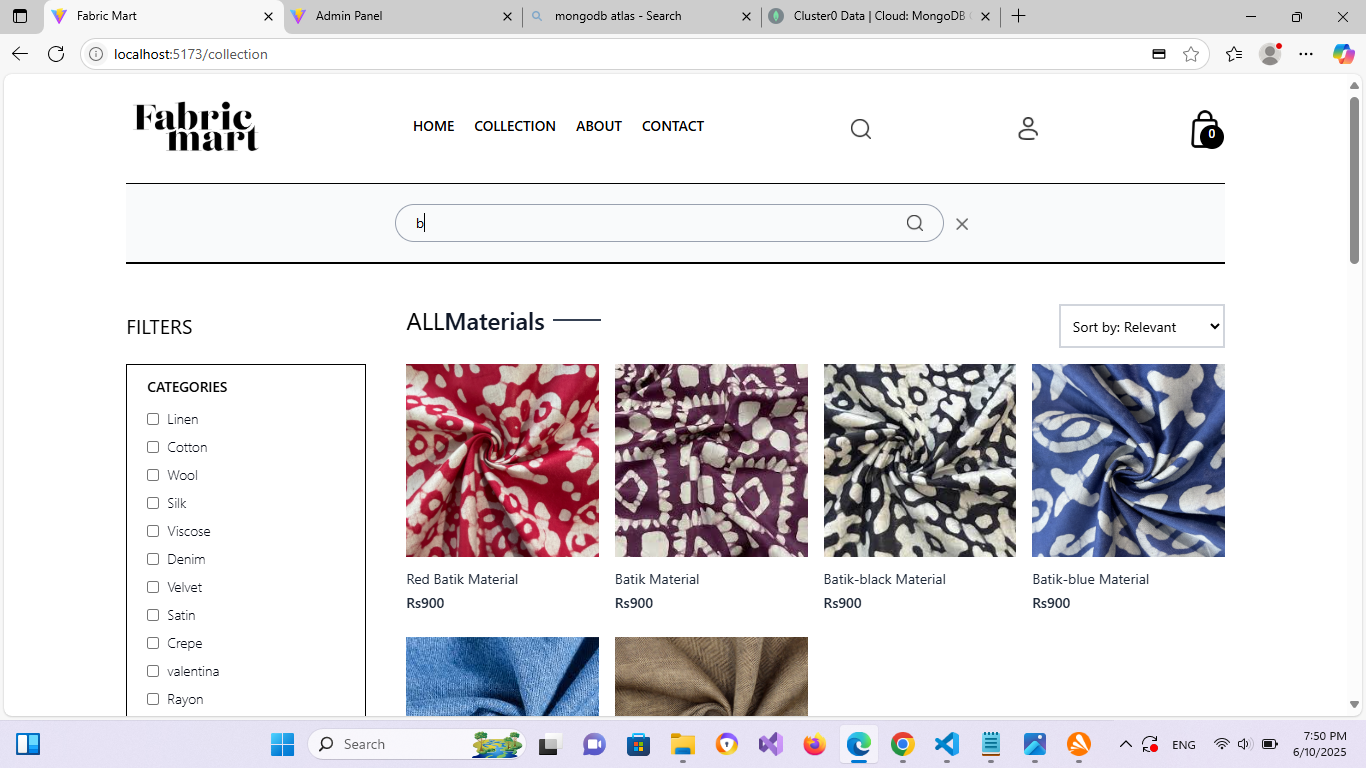 Fabric Mart
Admin Panel
mongodb atlas - Search
Cluster0 Data | Cloud: MongoDB
localhost:5173/collection
Fabric mart
HOME COLLECTION ABOUT CONTACT
0
b
FILTERS
ALLMaterials
Sort by: Relevant
CATEGORIES
Linen
Cotton
Wool
Silk
Viscose
Denim
Velvet
Satin
Crepe
valentina
Rayon
Red Batik Material
Rs900
Batik Material
Rs900
Batik-black Material
Rs900
Batik-blue Material
Rs900
Search
ENG
7:50 PM
6/10/2025